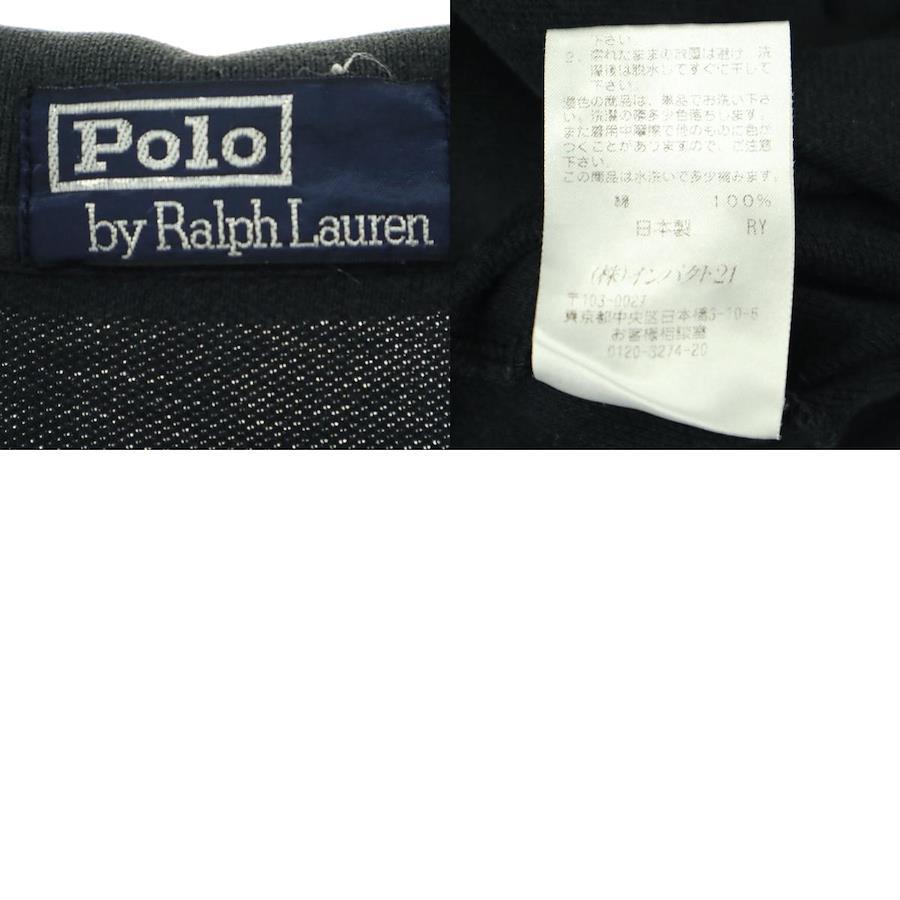 Polo
by Ralph Lauren
下さい。
2. 濡れたままの放置は避け、洗
濯後は脱水してすぐに干して
下さい。
濃色の商品は、単品でお洗い下さ
い。洗濯の際多少色落ちします。
また着用中摩擦で他のものに色が
つくことがありますので、ご注意
下さい。
この商品は水洗いで多少縮みます。
綿 100%
日本製 RY
(株)インパクト21
〒103-0027
東京都中央区日本橋3-10-6
お客様相談室
0120-3274-20